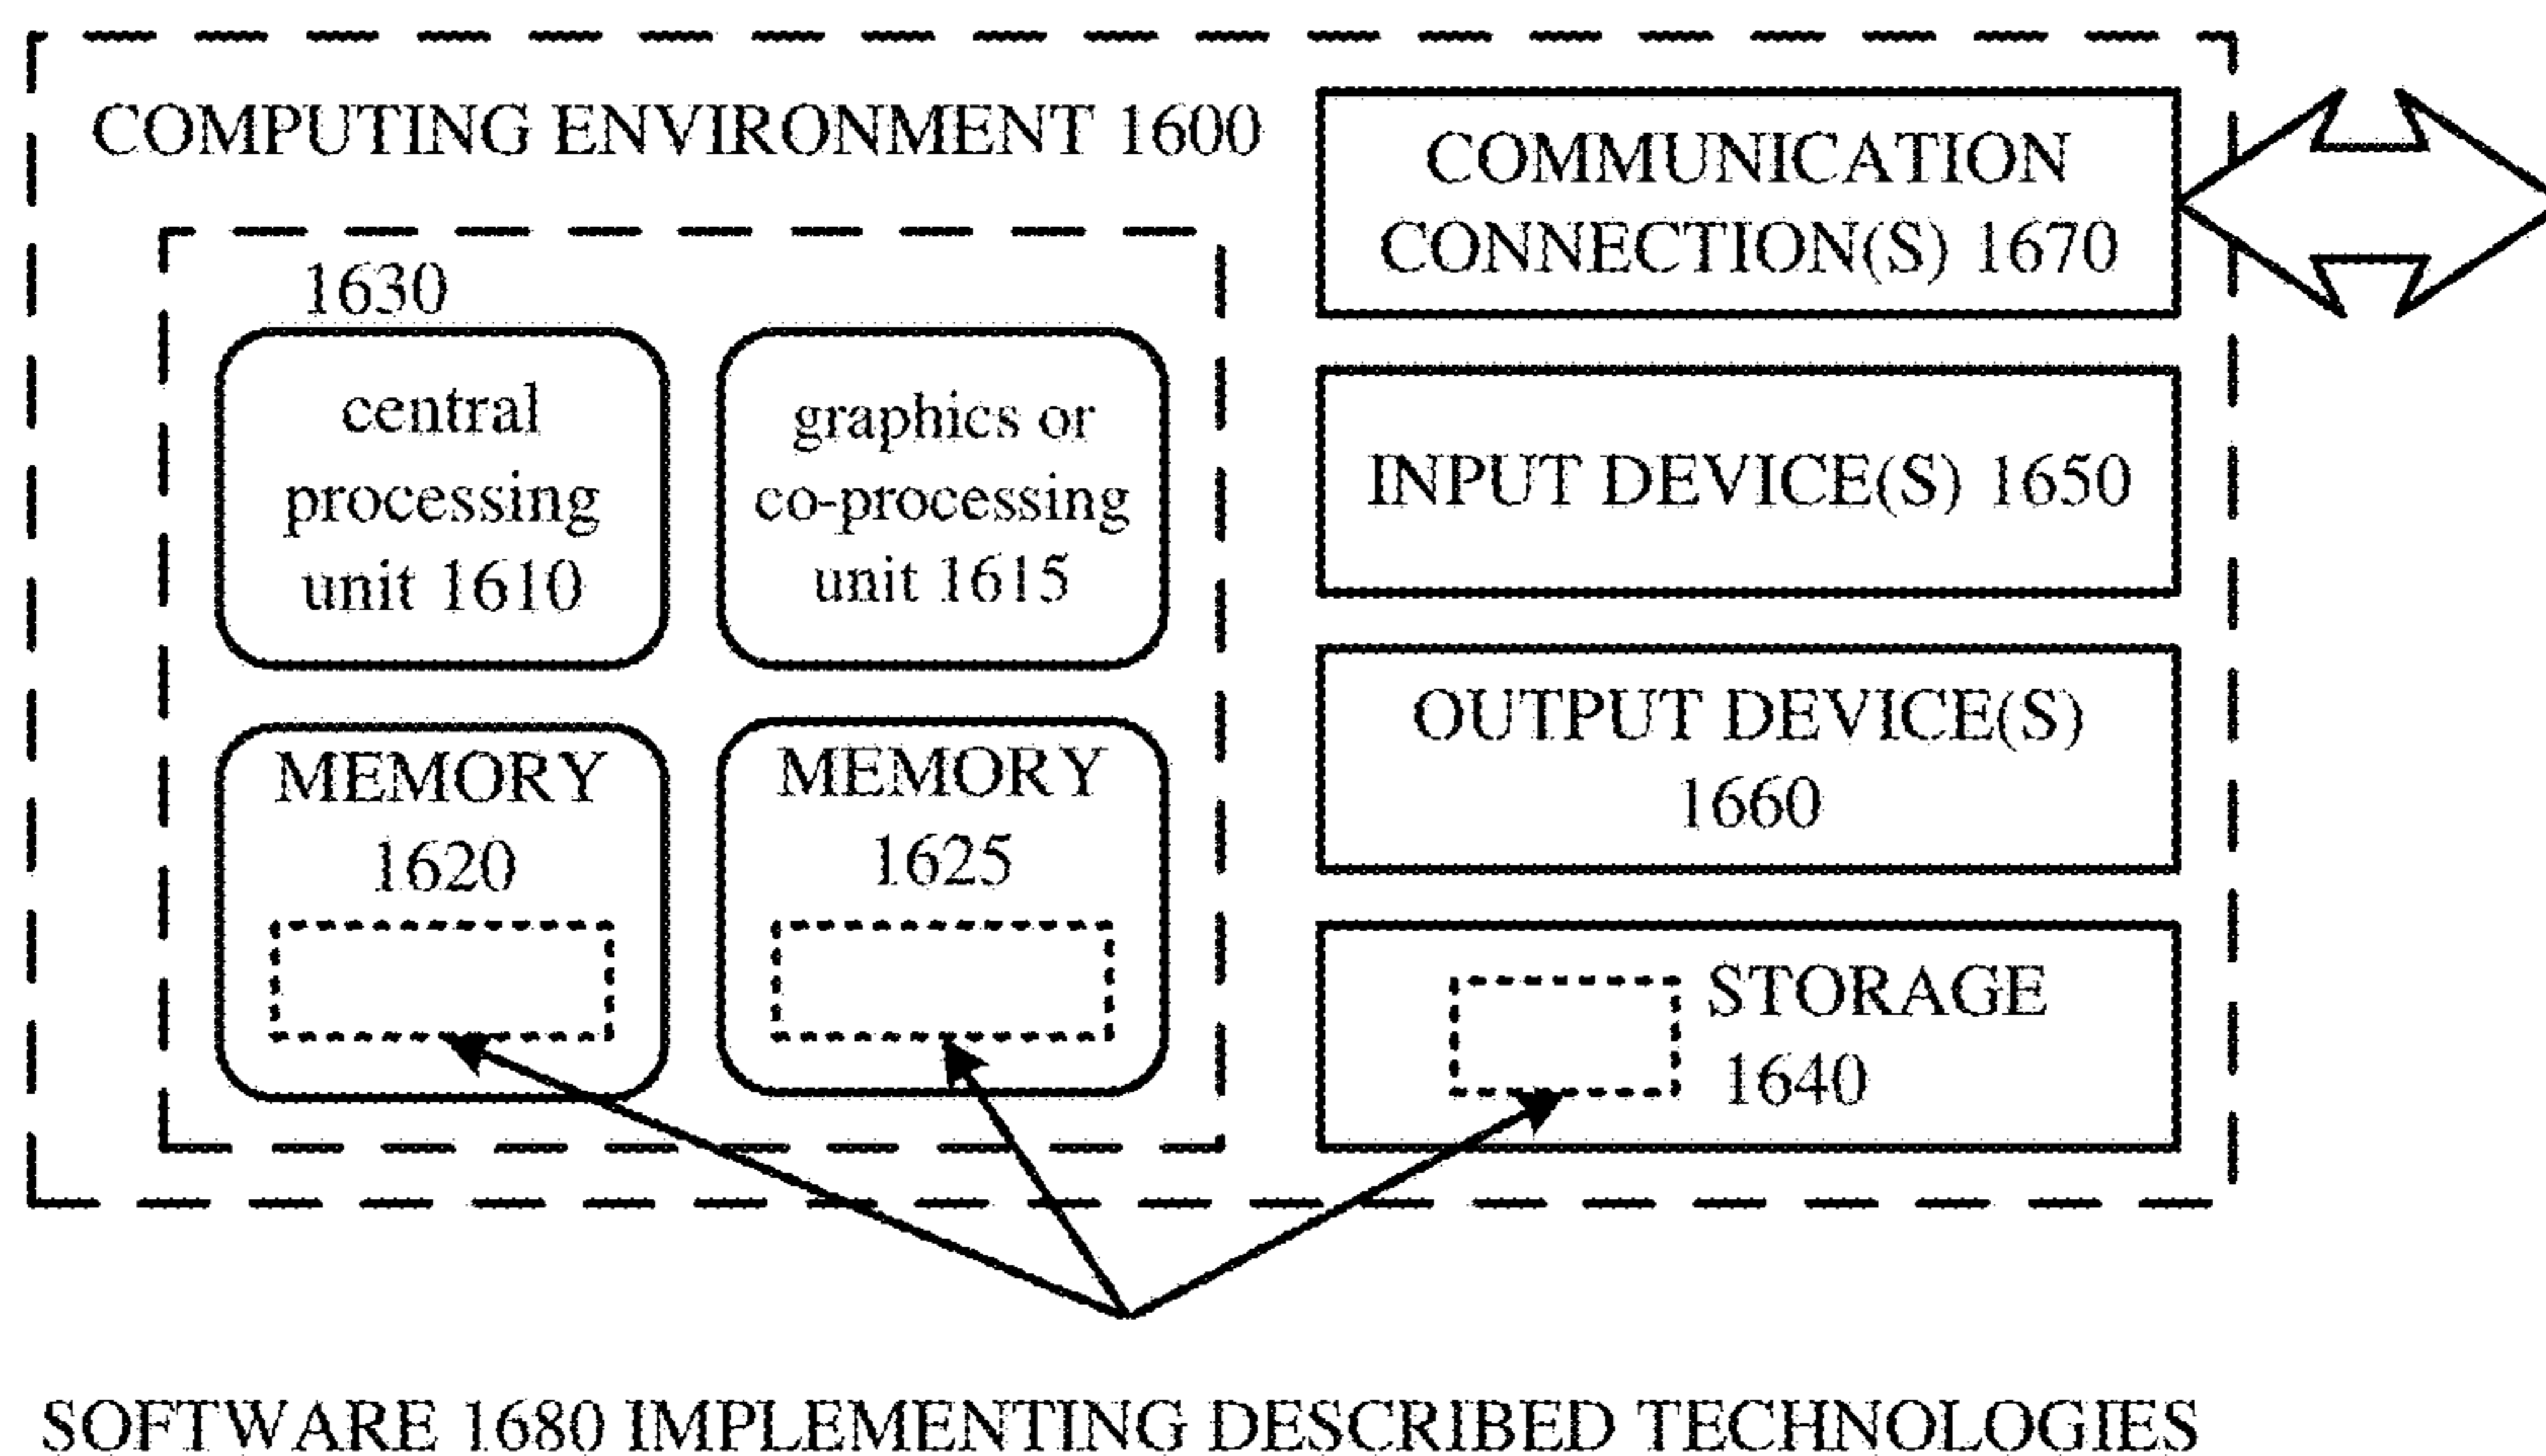 COMPUTING ENVIRONMENT 1600
1630
central
processing
unit 1610
graphics or
co-processing
unit 1615
MEMORY
1620
MEMORY
1625
COMMUNICATION
CONNECTION(S) 1670
INPUT DEVICE(S) 1650
OUTPUT DEVICE(S)
1660
STORAGE
1640
SOFTWARE 1680 IMPLEMENTING DESCRIBED TECHNOLOGIES